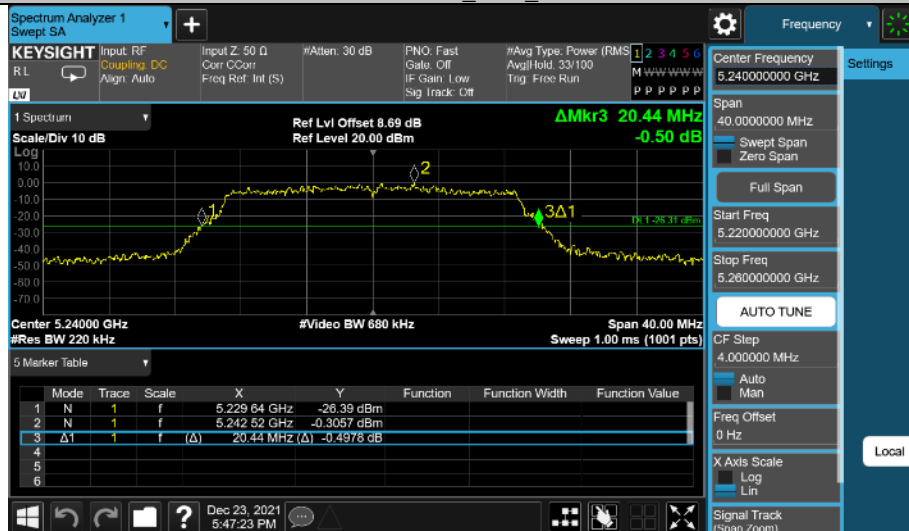 Spectrum Analyzer 1
Swept SA
+
Frequency
KEYSIGHT
R L
LXI
Input: RF
Coupling: DC
Align: Auto
Input Z: 50 Ω
Corr CCorr
Freq Ref: Int (S)
#Atten: 30 dB
PNO: Fast
Gate: Off
IF Gain: Low
Sig Track: Off
#Avg Type: Power (RMS
Avg|Hold: 33/100
Trig: Free Run
1 2 3 4 5 6
M W W W W W
P P P P P P
1 Spectrum
Scale/Div 10 dB
Log
Ref Lvl Offset 8.69 dB
Ref Level 20.00 dBm
ΔMkr3 20.44 MHz
-0.50 dB
10.0
0.00
-10.0
-20.0
-30.0
-40.0
-50.0
-60.0
-70.0
1
2
3Δ1
DL1 -26.31 dBm
Center 5.24000 GHz
#Res BW 220 kHz
#Video BW 680 kHz
Span 40.00 MHz
Sweep 1.00 ms (1001 pts)
5 Marker Table
Mode Trace Scale X Y Function Function Width Function Value
1 N 1 f 5.229 64 GHz -26.39 dBm
2 N 1 f 5.242 52 GHz -0.3057 dBm
3 Δ1 1 f (Δ) 20.44 MHz (Δ) -0.4978 dB
4
5
6
Dec 23, 2021
5:47:23 PM
?
Center Frequency
5.240000000 GHz
Span
40.0000000 MHz
Swept Span
Zero Span
Full Span
Start Freq
5.220000000 GHz
Stop Freq
5.260000000 GHz
AUTO TUNE
CF Step
4.000000 MHz
Auto
Man
Freq Offset
0 Hz
X Axis Scale
Log
Lin
Signal Track
(Span Zoom)
Settings
Local